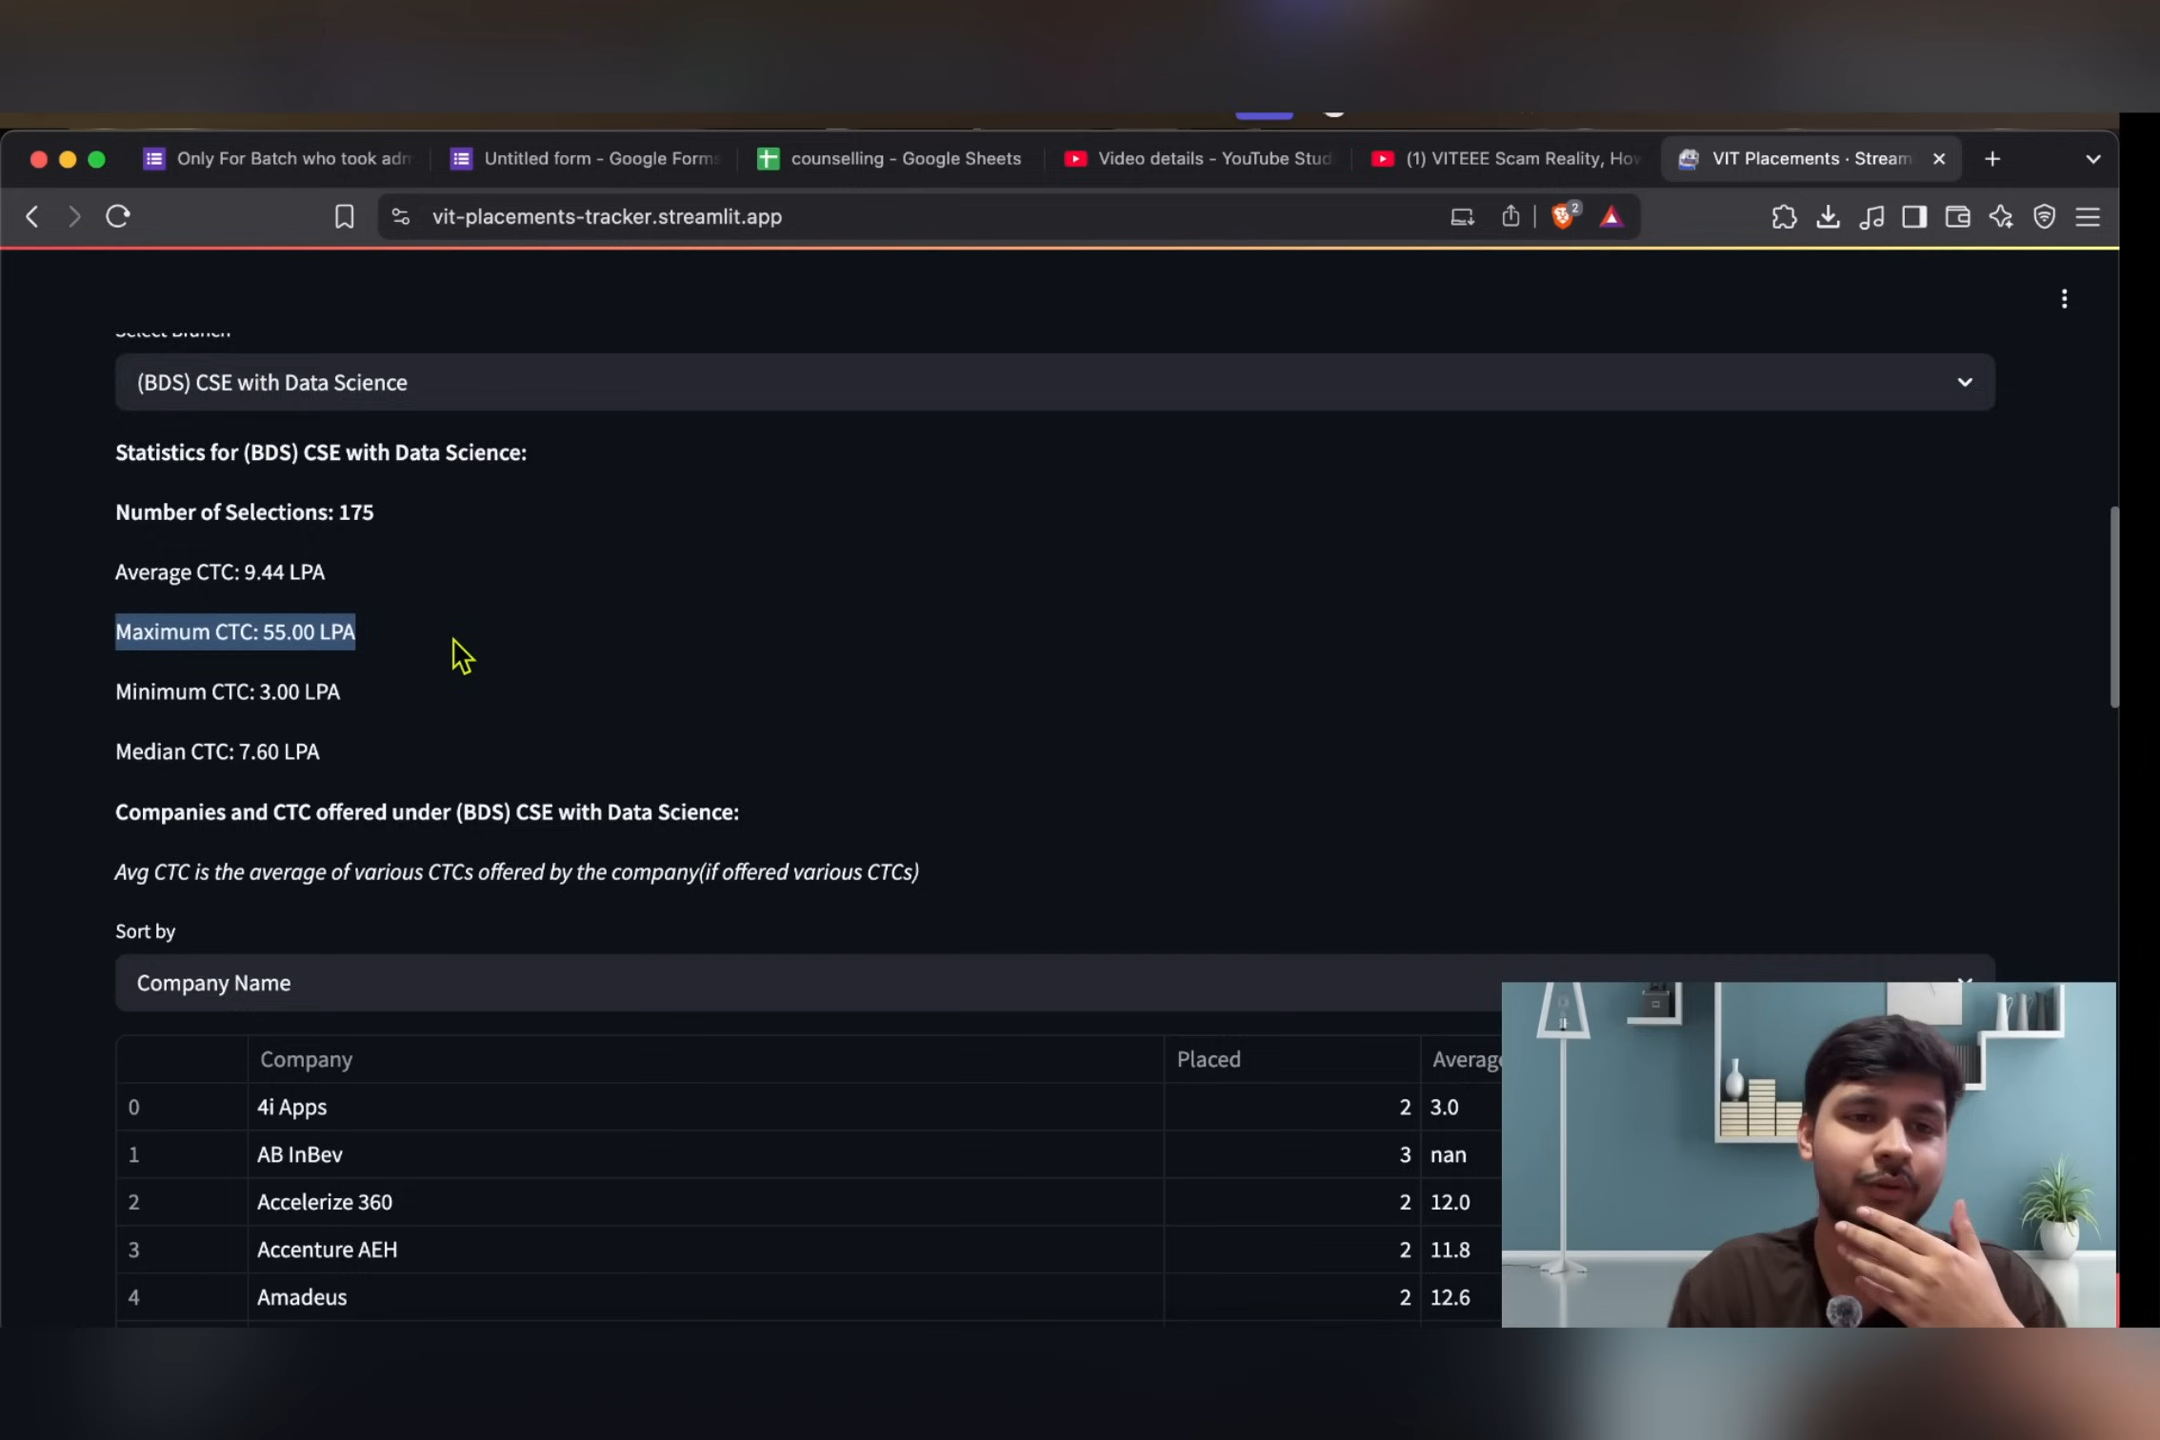 Only For Batch who took adm
Untitled form - Google Forms
counselling - Google Sheets
Video details - YouTube Stud
(1) VITEEE Scam Reality, How
VIT Placements · Stream
vit-placements-tracker.streamlit.app
2
Select Branch
(BDS) CSE with Data Science
Statistics for (BDS) CSE with Data Science:
Number of Selections: 175
Average CTC: 9.44 LPA
Maximum CTC: 55.00 LPA
Minimum CTC: 3.00 LPA
Median CTC: 7.60 LPA
Companies and CTC offered under (BDS) CSE with Data Science:
Avg CTC is the average of various CTCs offered by the company(if offered various CTCs)
Sort by
Company Name
Company Placed Average
0 4i Apps 2 3.0
1 AB InBev 3 nan
2 Accelerize 360 2 12.0
3 Accenture AEH 2 11.8
4 Amadeus 2 12.6